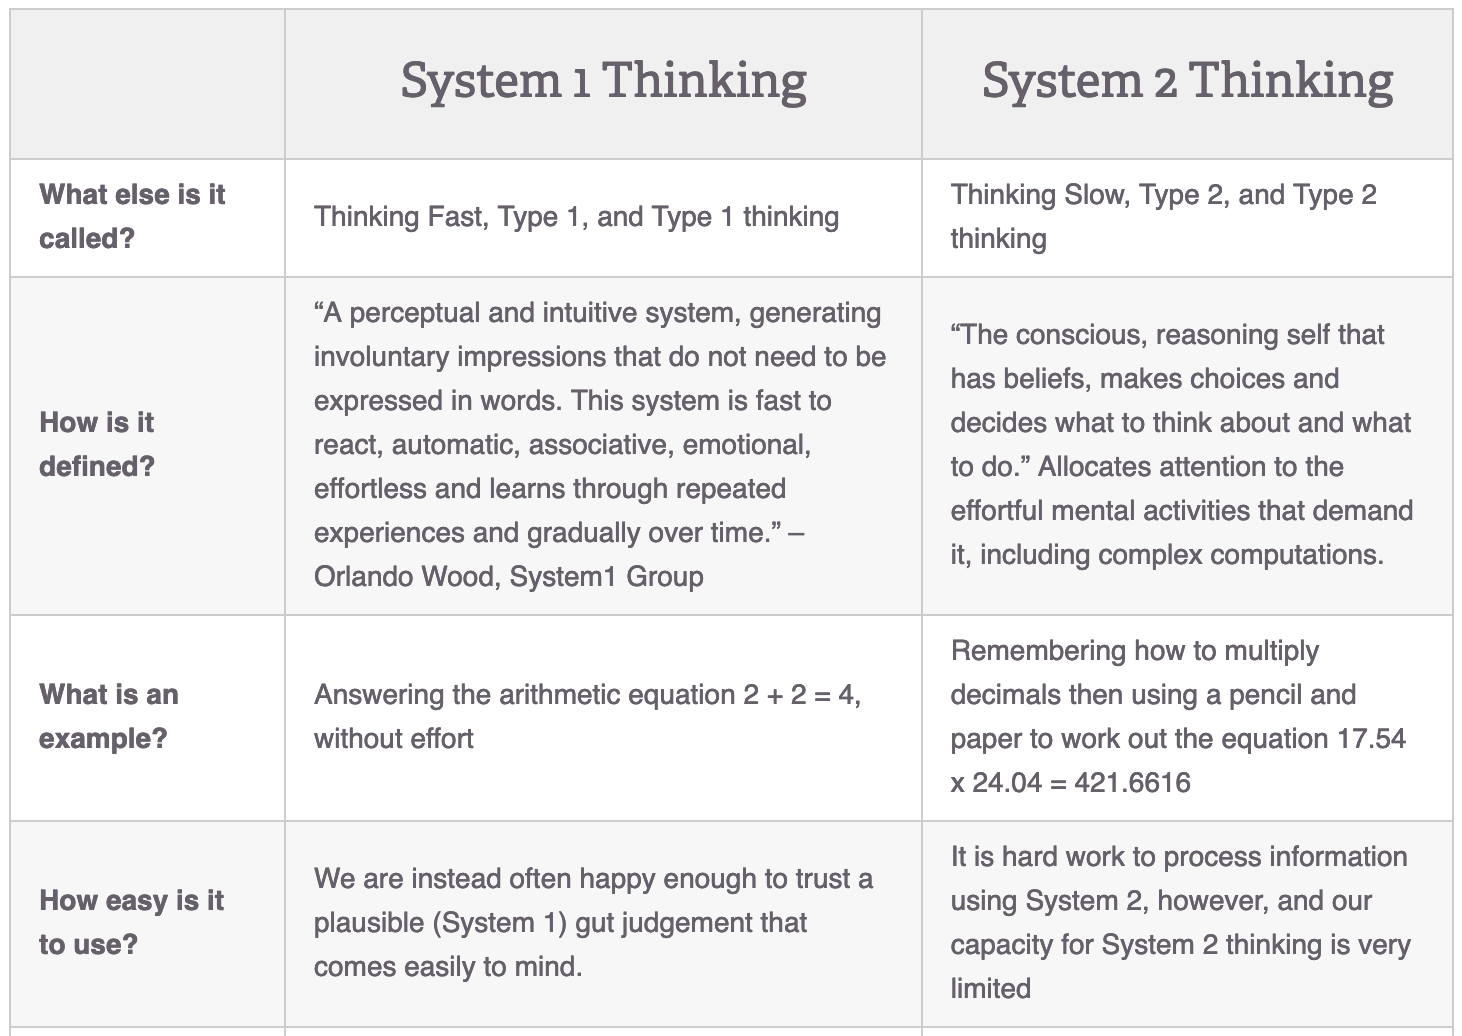 System 1 Thinking
System 2 Thinking
What else is it
called?
Thinking Fast, Type 1, and Type 1 thinking
Thinking Slow, Type 2, and Type 2
thinking
How is it
defined?
“A perceptual and intuitive system, generating
involuntary impressions that do not need to be
expressed in words. This system is fast to
react, automatic, associative, emotional,
effortless and learns through repeated
experiences and gradually over time.” –
Orlando Wood, System1 Group
“The conscious, reasoning self that
has beliefs, makes choices and
decides what to think about and what
to do.” Allocates attention to the
effortful mental activities that demand
it, including complex computations.
What is an
example?
Answering the arithmetic equation 2 + 2 = 4,
without effort
Remembering how to multiply
decimals then using a pencil and
paper to work out the equation 17.54
x 24.04 = 421.6616
How easy is it
to use?
We are instead often happy enough to trust a
plausible (System 1) gut judgement that
comes easily to mind.
It is hard work to process information
using System 2, however, and our
capacity for System 2 thinking is very
limited